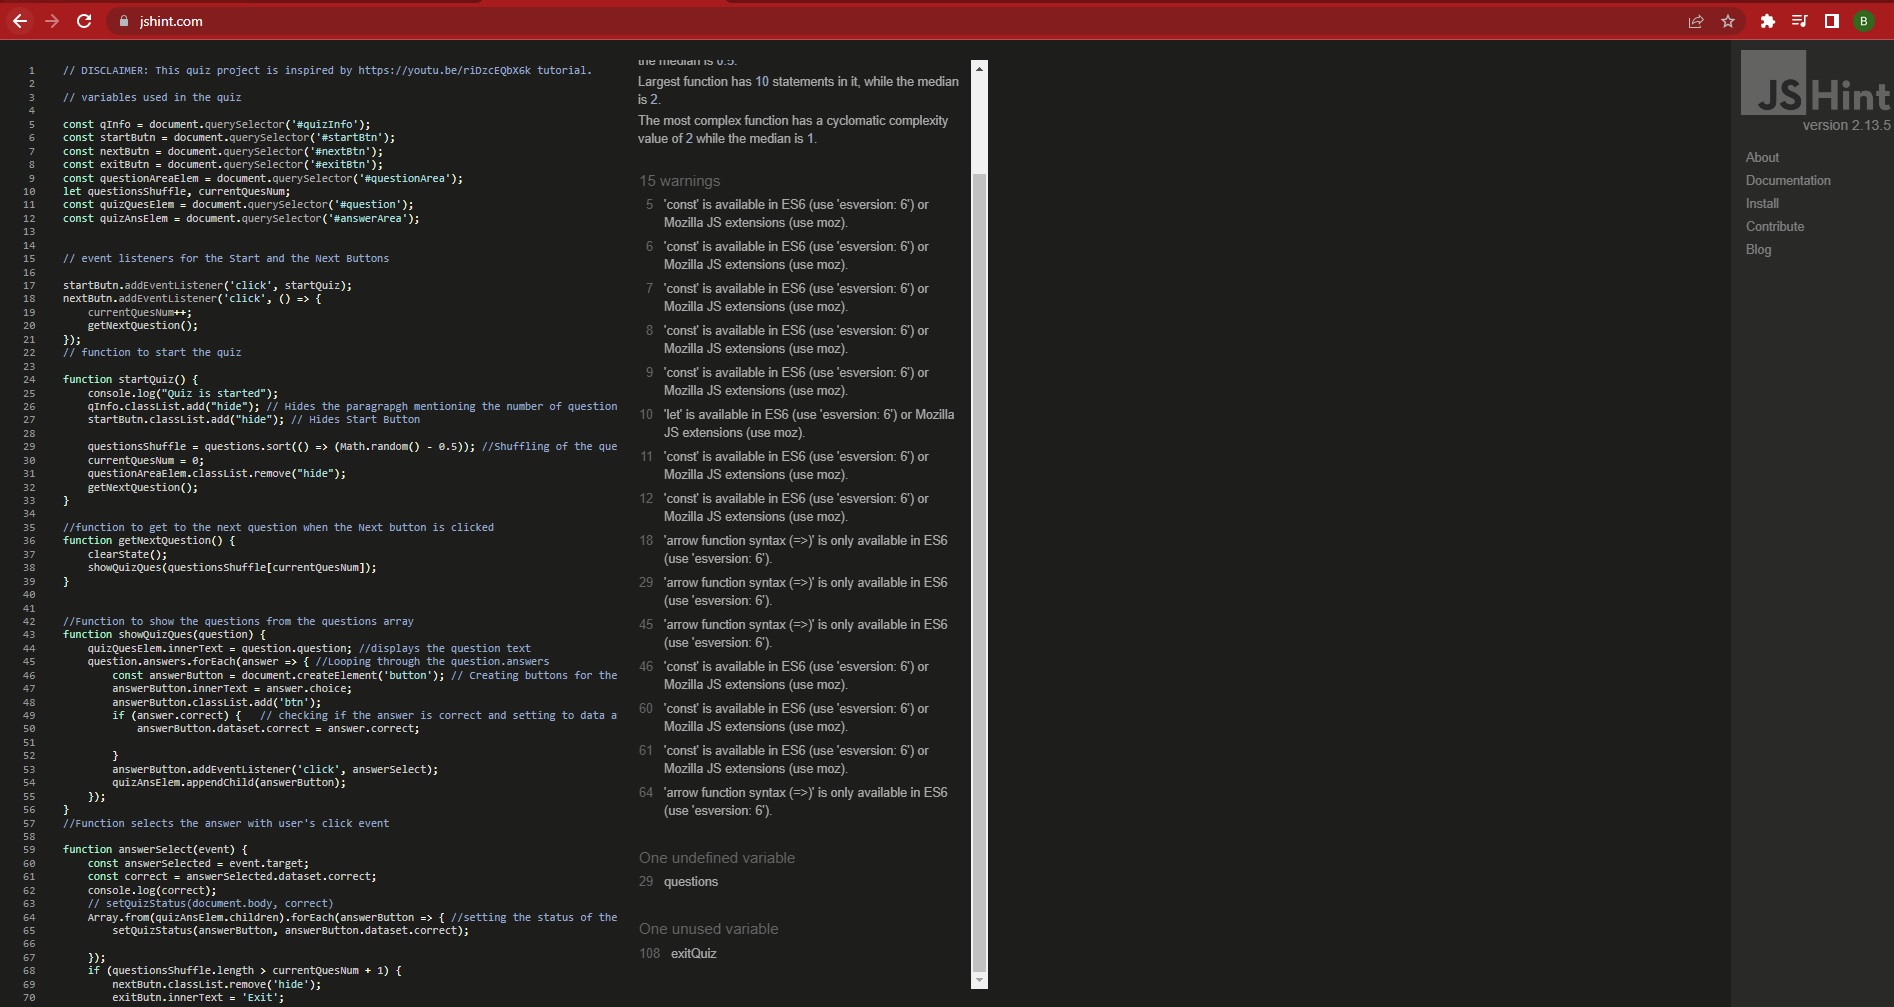 jshint.com
B
1 // DISCLAIMER: This quiz project is inspired by https://youtu.be/riDzcEQbX6k tutorial.
2
3 // variables used in the quiz
4
5 const qInfo = document.querySelector('#quizInfo');
6 const startButn = document.querySelector('#startBtn');
7 const nextButn = document.querySelector('#nextBtn');
8 const exitButn = document.querySelector('#exitBtn');
9 const questionAreaElem = document.querySelector('#questionArea');
10 let questionsShuffle, currentQuesNum;
11 const quizQuesElem = document.querySelector('#question');
12 const quizAnsElem = document.querySelector('#answerArea');
13
14
15 // event listeners for the Start and the Next Buttons
16
17 startButn.addEventListener('click', startQuiz);
18 nextButn.addEventListener('click', () => {
19 currentQuesNum++;
20 getNextQuestion();
21 });
22 // function to start the quiz
23
24 function startQuiz() {
25 console.log("Quiz is started");
26 qInfo.classList.add("hide"); // Hides the paragrapgh mentioning the number of question
27 startButn.classList.add("hide"); // Hides Start Button
28
29 questionsShuffle = questions.sort(() => (Math.random() - 0.5)); //Shuffling of the que
30 currentQuesNum = 0;
31 questionAreaElem.classList.remove("hide");
32 getNextQuestion();
33 }
34
35 //function to get to the next question when the Next button is clicked
36 function getNextQuestion() {
37 clearState();
38 showQuizQues(questionsShuffle[currentQuesNum]);
39 }
40
41
42 //Function to show the questions from the questions array
43 function showQuizQues(question) {
44 quizQuesElem.innerText = question.question; //displays the question text
45 question.answers.forEach(answer => { //Looping through the question.answers
46 const answerButton = document.createElement('button'); // Creating buttons for the
47 answerButton.innerText = answer.choice;
48 answerButton.classList.add('btn');
49 if (answer.correct) { // checking if the answer is correct and setting to data a
50 answerButton.dataset.correct = answer.correct;
51
52 }
53 answerButton.addEventListener('click', answerSelect);
54 quizAnsElem.appendChild(answerButton);
55 });
56 }
57 //Function selects the answer with user's click event
58
59 function answerSelect(event) {
60 const answerSelected = event.target;
61 const correct = answerSelected.dataset.correct;
62 console.log(correct);
63 // setQuizStatus(document.body, correct)
64 Array.from(quizAnsElem.children).forEach(answerButton => { //setting the status of the
65 setQuizStatus(answerButton, answerButton.dataset.correct);
66
67 });
68 if (questionsShuffle.length > currentQuesNum + 1) {
69 nextButn.classList.remove('hide');
70 exitButn.innerText = 'Exit';
the median is 0.5.
Largest function has 10 statements in it, while the median
is 2.
The most complex function has a cyclomatic complexity
value of 2 while the median is 1.
15 warnings
5 'const' is available in ES6 (use 'esversion: 6') or
Mozilla JS extensions (use moz).
6 'const' is available in ES6 (use 'esversion: 6') or
Mozilla JS extensions (use moz).
7 'const' is available in ES6 (use 'esversion: 6') or
Mozilla JS extensions (use moz).
8 'const' is available in ES6 (use 'esversion: 6') or
Mozilla JS extensions (use moz).
9 'const' is available in ES6 (use 'esversion: 6') or
Mozilla JS extensions (use moz).
10 'let' is available in ES6 (use 'esversion: 6') or Mozilla
JS extensions (use moz).
11 'const' is available in ES6 (use 'esversion: 6') or
Mozilla JS extensions (use moz).
12 'const' is available in ES6 (use 'esversion: 6') or
Mozilla JS extensions (use moz).
18 'arrow function syntax (=>)' is only available in ES6
(use 'esversion: 6').
29 'arrow function syntax (=>)' is only available in ES6
(use 'esversion: 6').
45 'arrow function syntax (=>)' is only available in ES6
(use 'esversion: 6').
46 'const' is available in ES6 (use 'esversion: 6') or
Mozilla JS extensions (use moz).
60 'const' is available in ES6 (use 'esversion: 6') or
Mozilla JS extensions (use moz).
61 'const' is available in ES6 (use 'esversion: 6') or
Mozilla JS extensions (use moz).
64 'arrow function syntax (=>)' is only available in ES6
(use 'esversion: 6').
One undefined variable
29 questions
One unused variable
108 exitQuiz
JSHint
version 2.13.5
About
Documentation
Install
Contribute
Blog